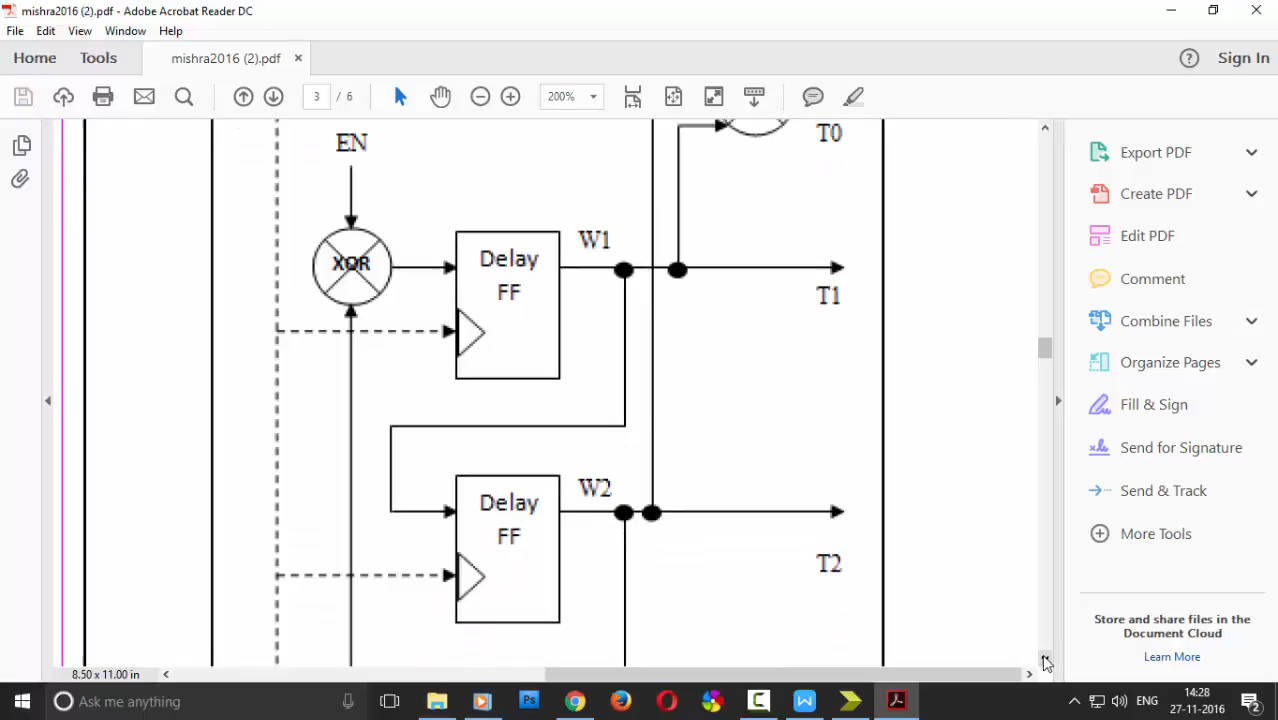 mishra2016 (2).pdf - Adobe Acrobat Reader DC
File Edit View Window Help
Home Tools mishra2016 (2).pdf × ? Sign In
3 / 6 200%
EN
T0
XOR
Delay
FF
W1
T1
Delay
FF
W2
T2
8.50 x 11.00 in
Export PDF
Create PDF
Edit PDF
Comment
Combine Files
Organize Pages
Fill & Sign
Send for Signature
Send & Track
More Tools
Store and share files in the
Document Cloud
Learn More
Ask me anything
Ps
W
ENG
14:28
27-11-2016
2